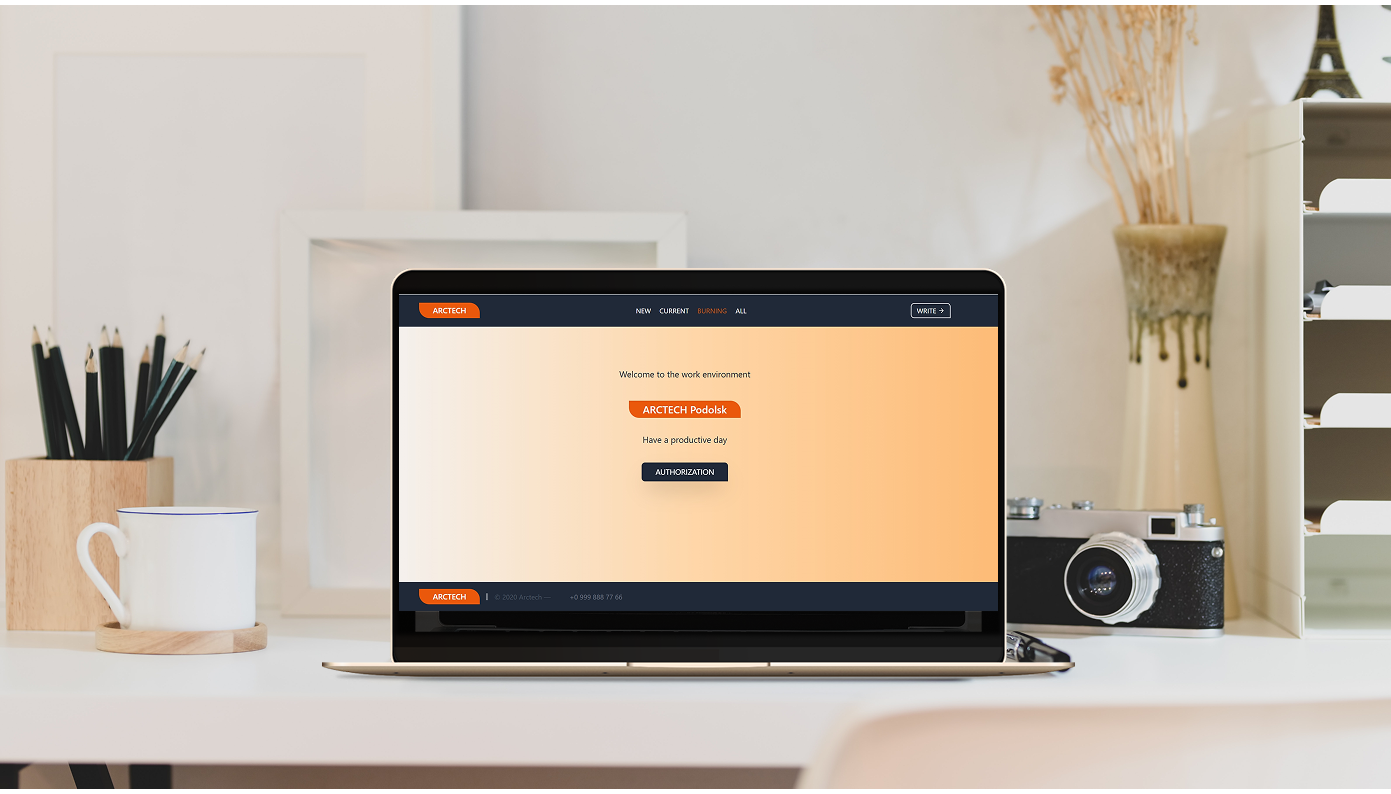 ARCTECH
NEW CURRENT BURNING ALL
WRITE →
Welcome to the work environment
ARCTECH Podolsk
Have a productive day
AUTHORIZATION
ARCTECH | © 2020 Arctech — +0 999 888 77 66